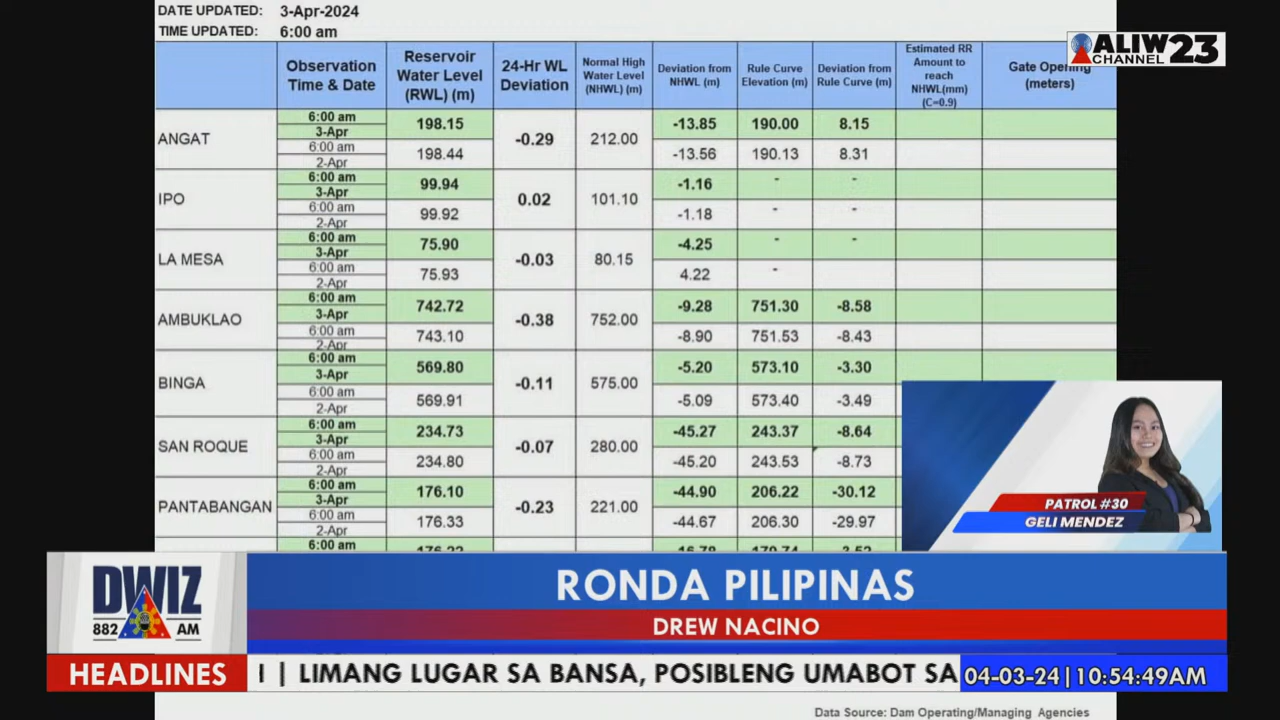 DATE UPDATED: 3-Apr-2024
TIME UPDATED: 6:00 am
ALIW 23
CHANNEL
Observation Time & Date
Reservoir Water Level (RWL) (m)
24-Hr WL Deviation
Normal High Water Level (NHWL) (m)
Deviation from NHWL (m)
Rule Curve Elevation (m)
Deviation from Rule Curve (m)
Estimated RR Amount to reach NHWL(mm) (C=0.9)
Gate Opening (meters)
ANGAT -0.29 212.00
6:00 am 3-Apr 198.15 -13.85 190.00 8.15
6:00 am 2-Apr 198.44 -13.56 190.13 8.31
IPO 0.02 101.10
6:00 am 3-Apr 99.94 -1.16 - -
6:00 am 2-Apr 99.92 -1.18 - -
LA MESA -0.03 80.15
6:00 am 3-Apr 75.90 -4.25 - -
6:00 am 2-Apr 75.93 4.22 -
AMBUKLAO -0.38 752.00
6:00 am 3-Apr 742.72 -9.28 751.30 -8.58
6:00 am 2-Apr 743.10 -8.90 751.53 -8.43
BINGA -0.11 575.00
6:00 am 3-Apr 569.80 -5.20 573.10 -3.30
6:00 am 2-Apr 569.91 -5.09 573.40 -3.49
SAN ROQUE -0.07 280.00
6:00 am 3-Apr 234.73 -45.27 243.37 -8.64
6:00 am 2-Apr 234.80 -45.20 243.53 -8.73
PANTABANGAN -0.23 221.00
6:00 am 3-Apr 176.10 -44.90 206.22 -30.12
6:00 am 2-Apr 176.33 -44.67 206.30 -29.97
6:00 am
PATROL #30
GELI MENDEZ
DWIZ
882 AM
RONDA PILIPINAS
DREW NACINO
HEADLINES
| LIMANG LUGAR SA BANSA, POSIBLENG UMABOT SA
04-03-24|10:54:49AM
Data Source: Dam Operating/Managing Agencies